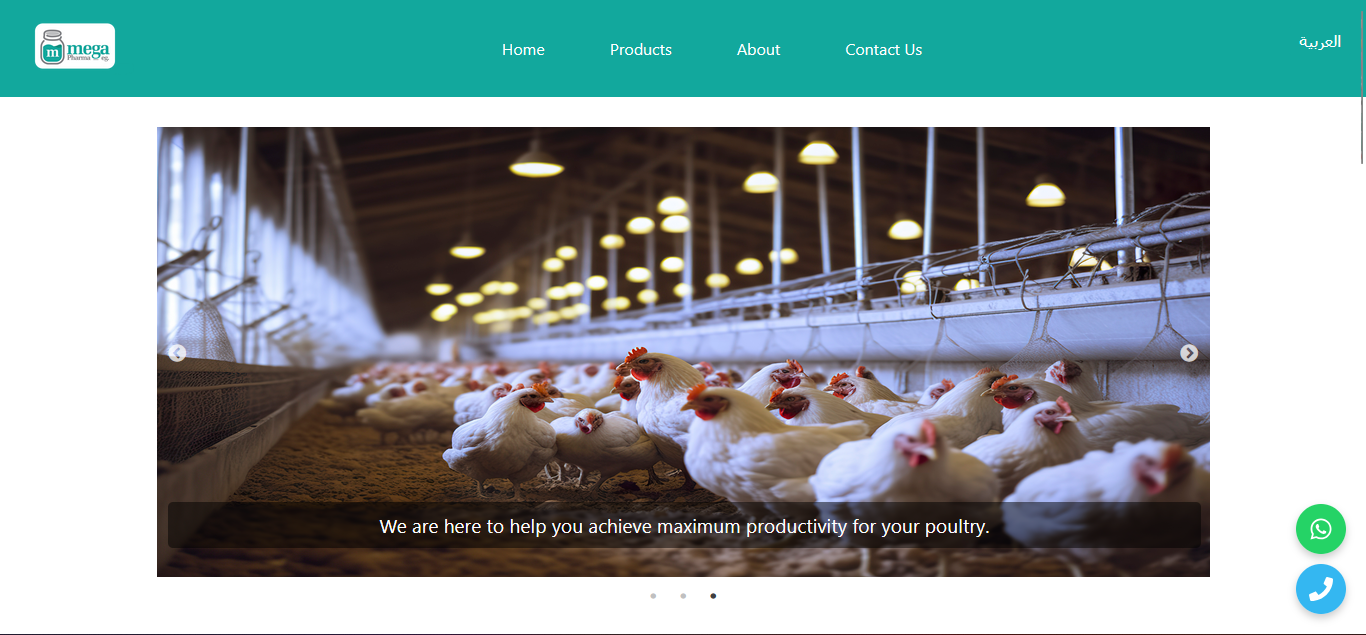 m mega
Pharma eg.
Home
Products
About
Contact Us
العربية
We are here to help you achieve maximum productivity for your poultry.